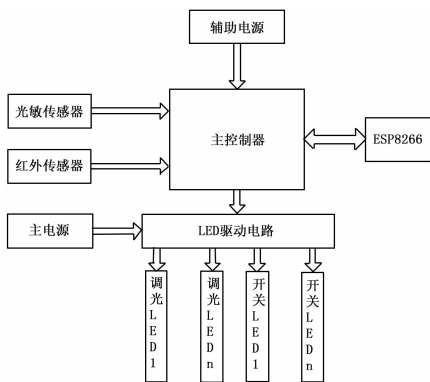 辅助电源
光敏传感器
主控制器
ESP8266
红外传感器
主电源
LED驱动电路
调光LED1
调光LEDn
开关LED1
开关LEDn